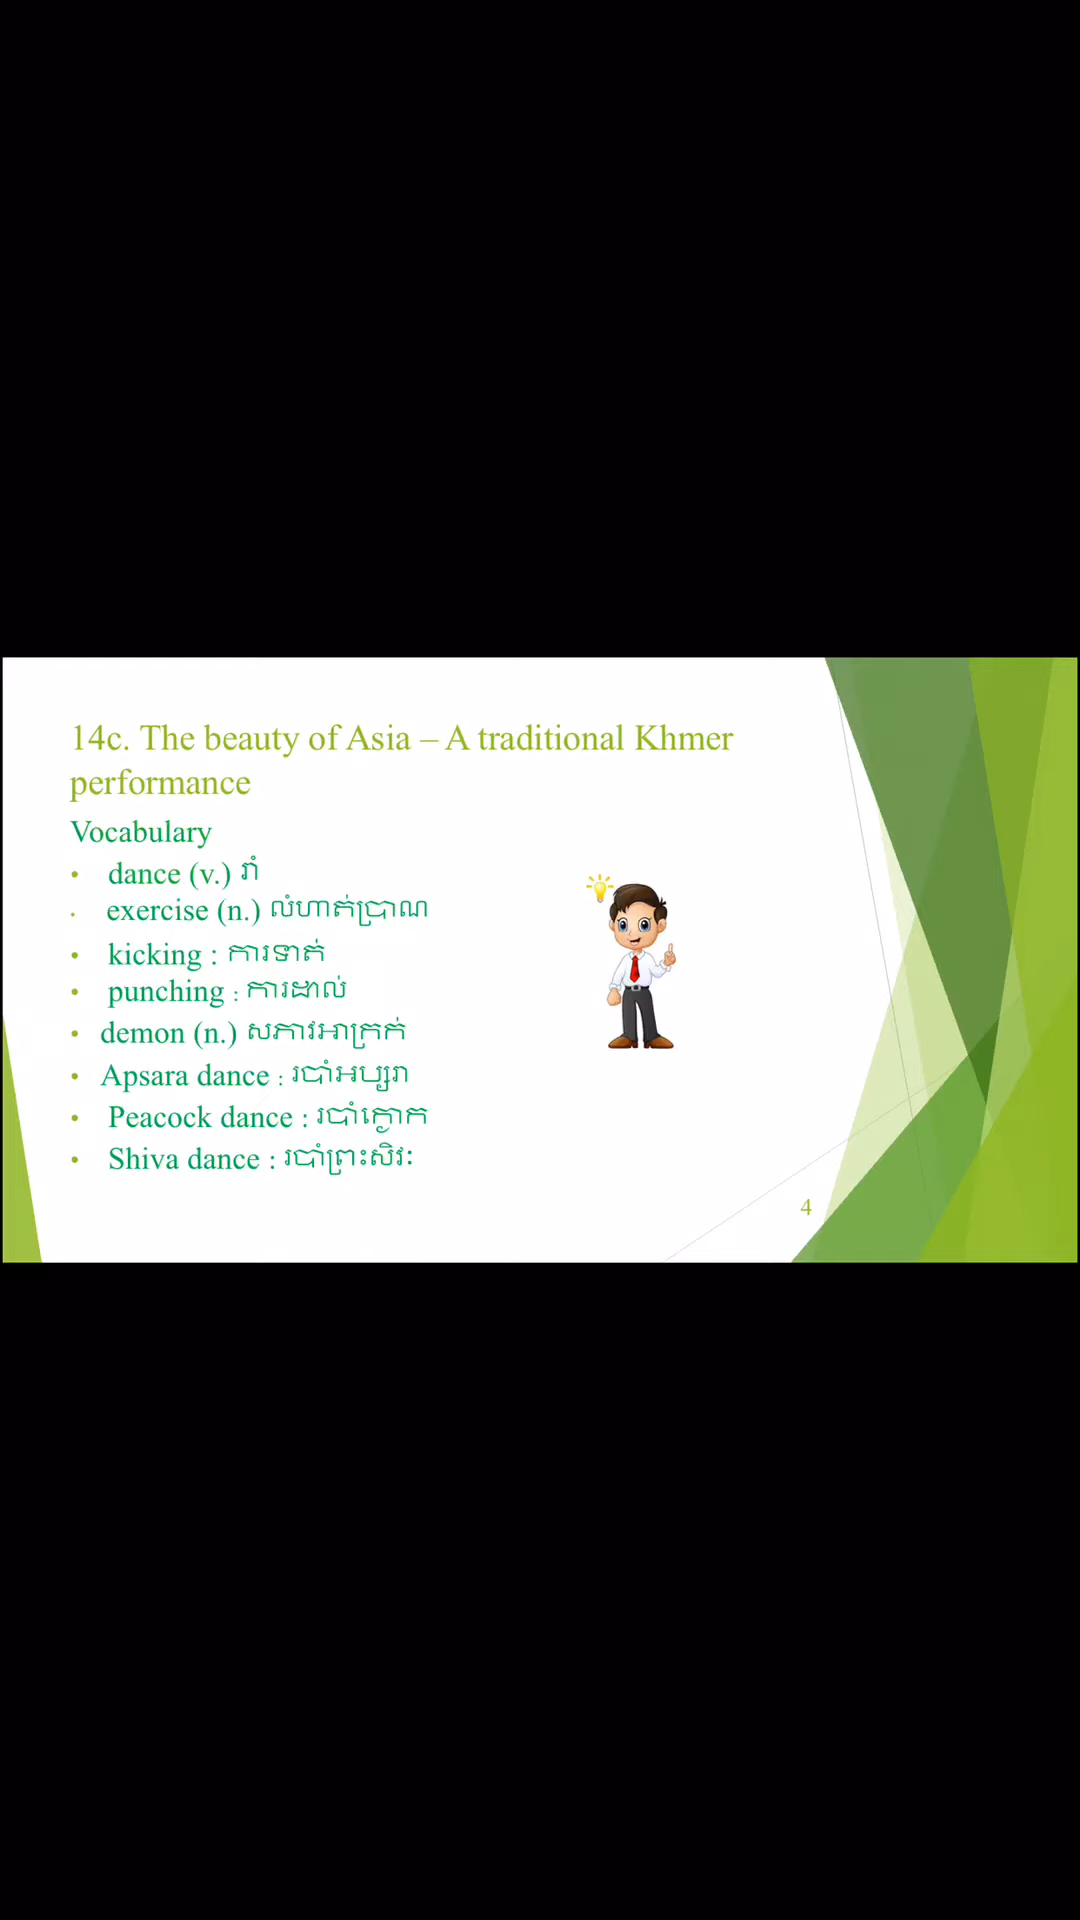 14c. The beauty of Asia – A traditional Khmer
performance
Vocabulary
• dance (v.) រាំ
• exercise (n.) លំហាត់ប្រាណ
• kicking : ការទាត់
• punching : ការដាល់
• demon (n.) សភាវអាក្រក់
• Apsara dance : របាំអប្សរា
• Peacock dance : របាំក្ងោក
• Shiva dance : របាំព្រះសិវៈ
4